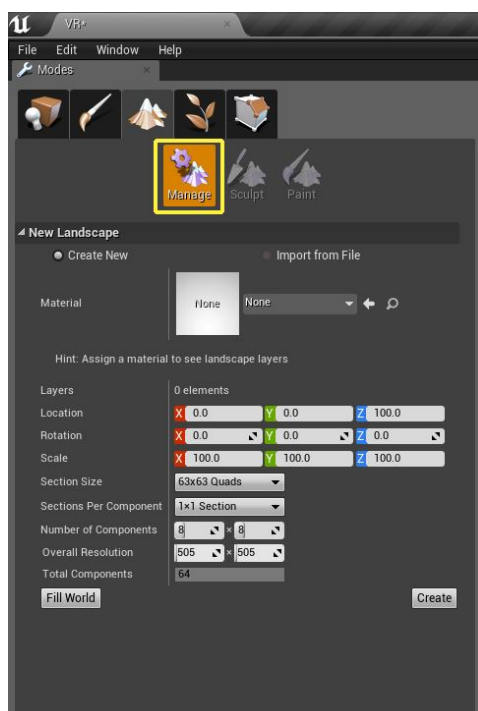 VR*
File Edit Window Help
Modes
Manage Sculpt Paint
New Landscape
Create New Import from File
Material None None
Hint: Assign a material to see landscape layers
Layers 0 elements
Location X 0.0 Y 0.0 Z 100.0
Rotation X 0.0 Y 0.0 Z 0.0
Scale X 100.0 Y 100.0 Z 100.0
Section Size 63x63 Quads
Sections Per Component 1×1 Section
Number of Components 8 × 8
Overall Resolution 505 × 505
Total Components 64
Fill World Create